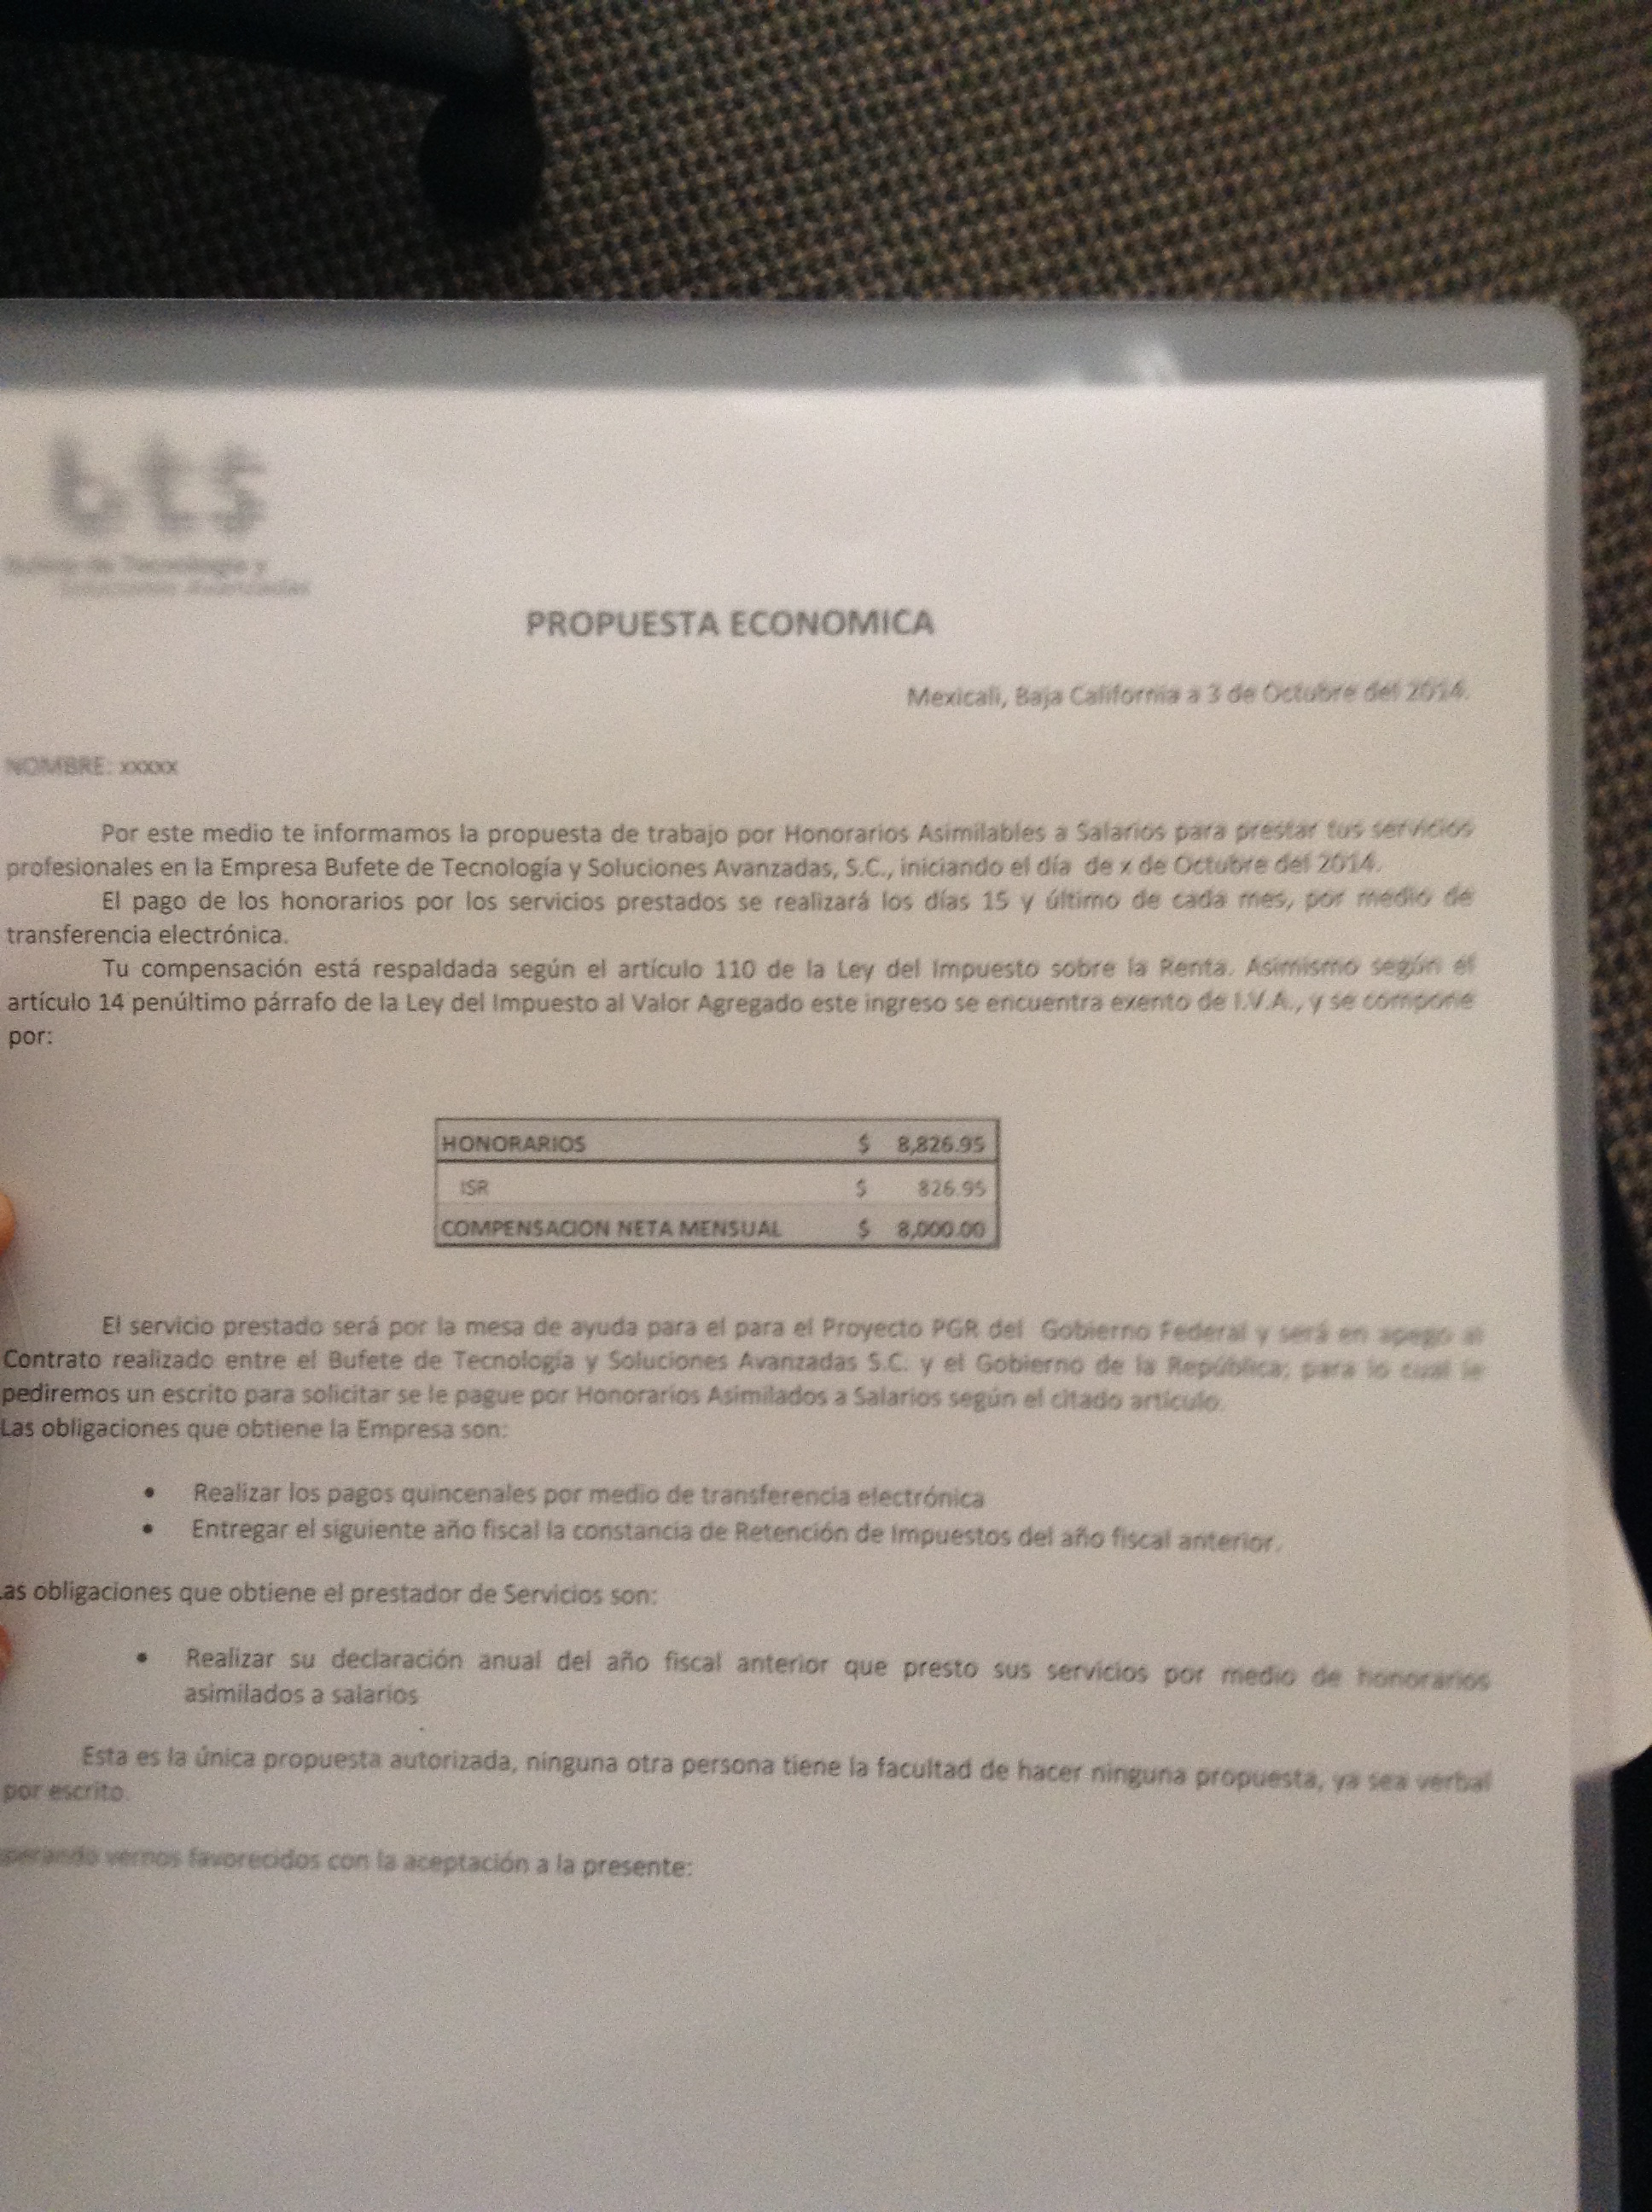 bts
Bufete de Tecnología y
Soluciones Avanzadas
PROPUESTA ECONOMICA
Mexicali, Baja California a 3 de Octubre del 2014.
NOMBRE: xxxxx
Por este medio te informamos la propuesta de trabajo por Honorarios Asimilables a Salarios para prestar tus servicios
profesionales en la Empresa Bufete de Tecnología y Soluciones Avanzadas, S.C., iniciando el día de x de Octubre del 2014.
El pago de los honorarios por los servicios prestados se realizará los días 15 y último de cada mes, por medio de
transferencia electrónica.
Tu compensación está respaldada según el artículo 110 de la Ley del Impuesto sobre la Renta. Asimismo según el
artículo 14 penúltimo párrafo de la Ley del Impuesto al Valor Agregado este ingreso se encuentra exento de I.V.A., y se compone
por:
HONORARIOS $ 8,826.95
ISR $ 826.95
COMPENSACION NETA MENSUAL $ 8,000.00
El servicio prestado será por la mesa de ayuda para el para el Proyecto PGR del Gobierno Federal y será en apego al
Contrato realizado entre el Bufete de Tecnología y Soluciones Avanzadas S.C. y el Gobierno de la República; para lo cual le
pediremos un escrito para solicitar se le pague por Honorarios Asimilados a Salarios según el citado artículo.
Las obligaciones que obtiene la Empresa son:
• Realizar los pagos quincenales por medio de transferencia electrónica
• Entregar el siguiente año fiscal la constancia de Retención de Impuestos del año fiscal anterior.
as obligaciones que obtiene el prestador de Servicios son:
• Realizar su declaración anual del año fiscal anterior que presto sus servicios por medio de honorarios
asimilados a salarios
Esta es la única propuesta autorizada, ninguna otra persona tiene la facultad de hacer ninguna propuesta, ya sea verbal
por escrito.
perando vernos favorecidos con la aceptación a la presente: